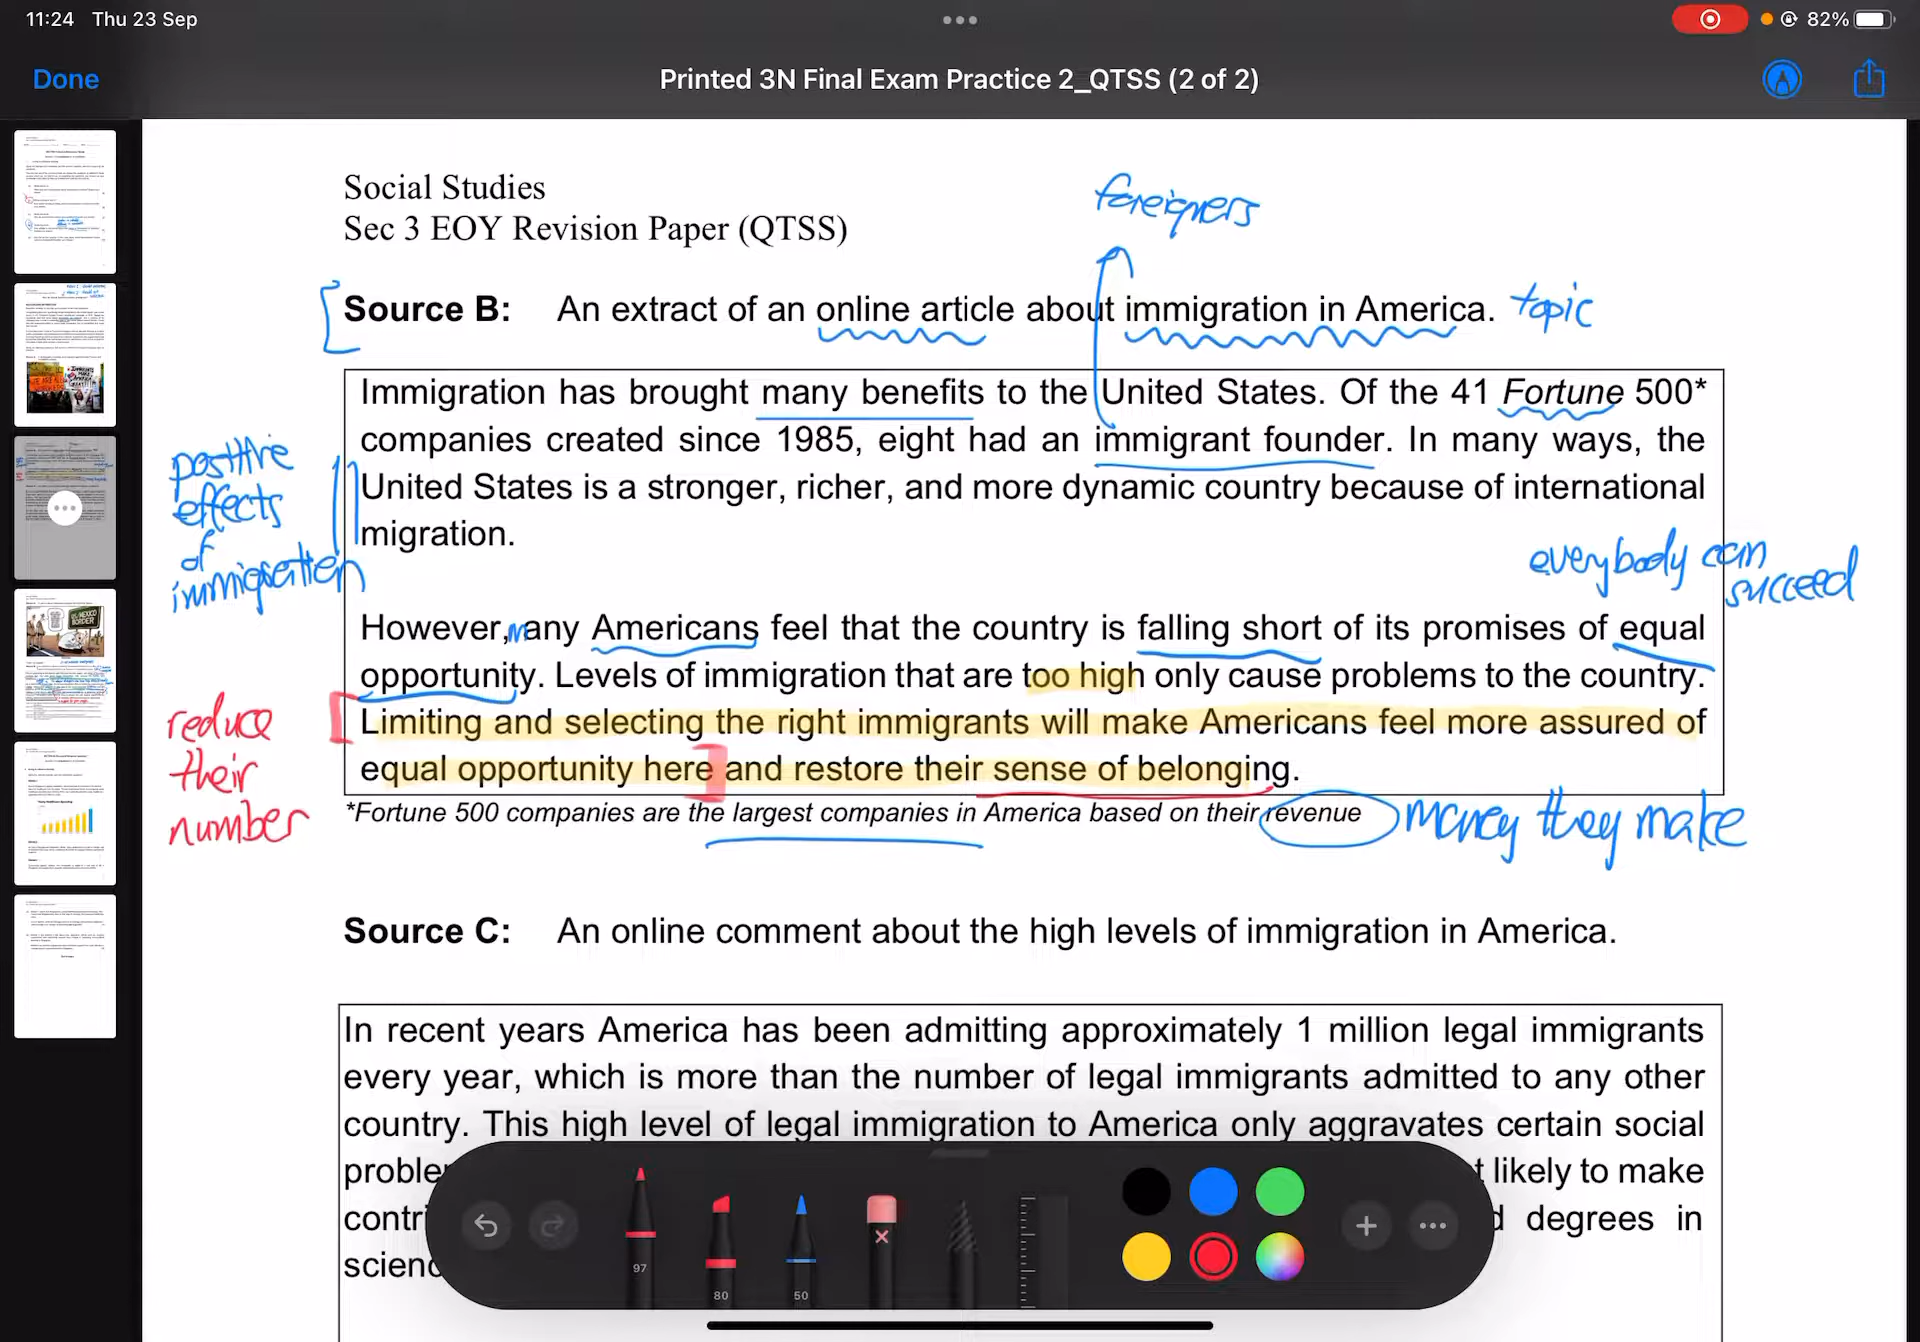 11:24 Thu 23 Sep
82%
Done
Printed 3N Final Exam Practice 2_QTSS (2 of 2)
Social Studies
Sec 3 EOY Revision Paper (QTSS)
foreigners
Source B: An extract of an online article about immigration in America.
topic
Immigration has brought many benefits to the United States. Of the 41 Fortune 500*
companies created since 1985, eight had an immigrant founder. In many ways, the
United States is a stronger, richer, and more dynamic country because of international
migration.
positive
effects
of
immigration
everybody can
succeed
However, many Americans feel that the country is falling short of its promises of equal
opportunity. Levels of immigration that are too high only cause problems to the country.
Limiting and selecting the right immigrants will make Americans feel more assured of
equal opportunity here and restore their sense of belonging.
reduce
their
number
*Fortune 500 companies are the largest companies in America based on their revenue
money they make
Source C: An online comment about the high levels of immigration in America.
In recent years America has been admitting approximately 1 million legal immigrants
every year, which is more than the number of legal immigrants admitted to any other
country. This high level of legal immigration to America only aggravates certain social
likely to make
degrees in
97
80
50